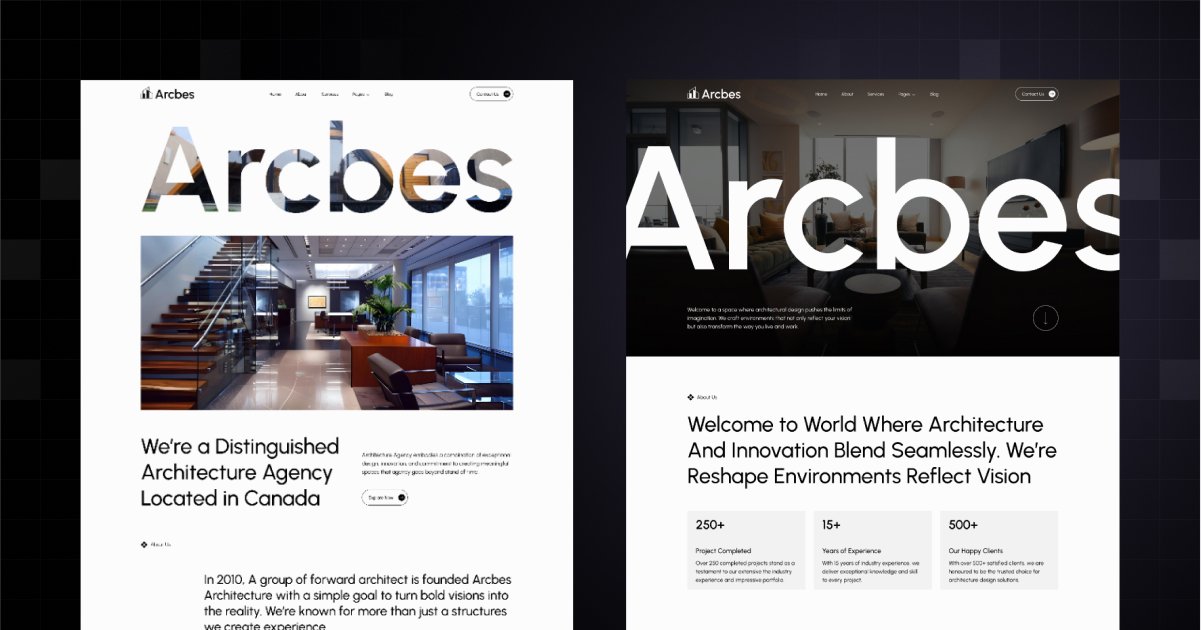 Arcbes
Home About Services Pages Blog
Contact Us
Arcbes
We're a Distinguished
Architecture Agency
Located in Canada
Architecture Agency embodies a combination of exceptional
design, innovation, and commitment to creating meaningful
spaces that agency goes beyond stand of time.
Explore Now
About Us
In 2010, A group of forward architect is founded Arcbes
Architecture with a simple goal to turn bold visions into
the reality. We're known for more than just a structures
we create experience
Arcbes
Home About Services Pages Blog
Contact Us
Arcbes
Welcome to a space where architectural design pushes the limits of
imagination. We craft environments that not only reflect your vision
but also transform the way you live and work.
About Us
Welcome to World Where Architecture
And Innovation Blend Seamlessly. We're
Reshape Environments Reflect Vision
250+
Project Completed
Over 250 completed projects stand as a
testament to our extensive the industry
experience and impressive portfolio.
15+
Years of Experience
With 15 years of industry experience, we
deliver exceptional knowledge and skill
to every project.
500+
Our Happy Clients
With over 500+ satisfied clients, we are
honoured to be the trusted choice for
architecture design solutions.